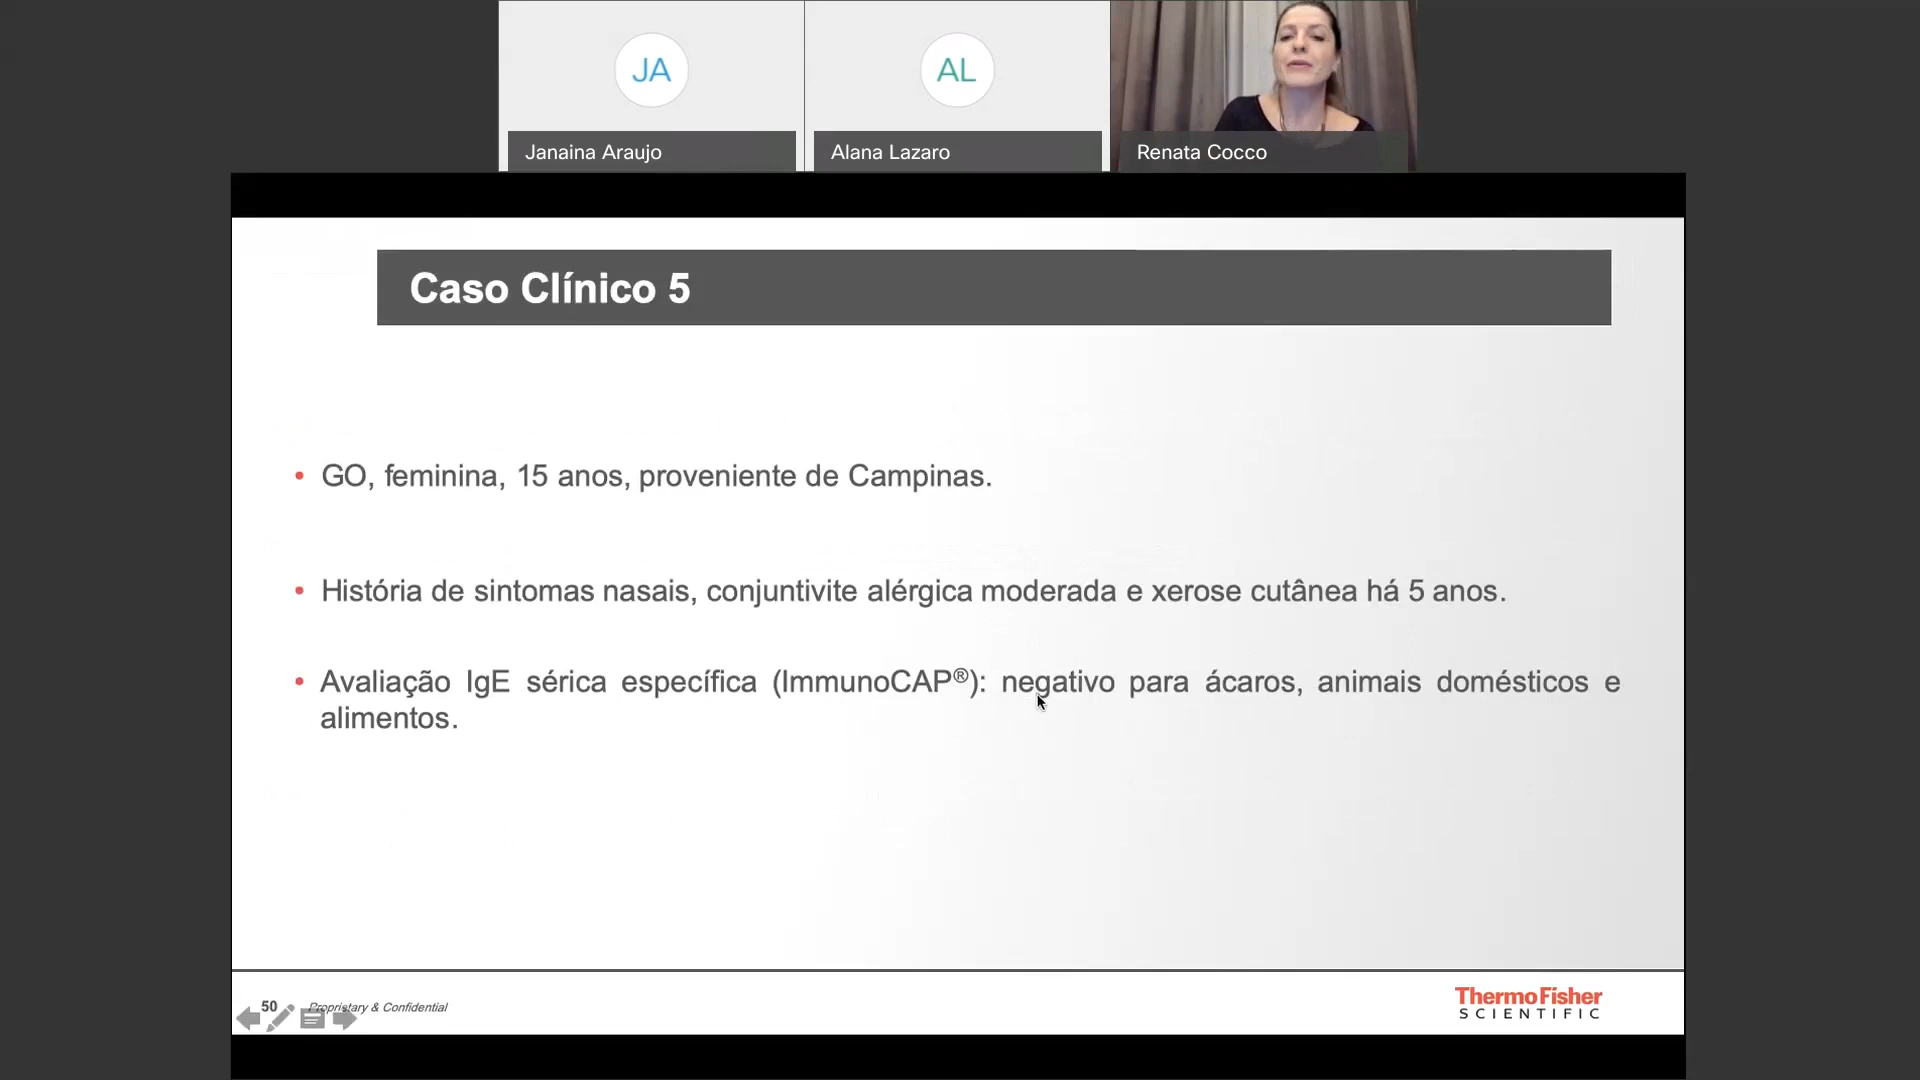 JA
AL
Janaina Araujo
Alana Lazaro
Renata Cocco
Caso Clínico 5
• GO, feminina, 15 anos, proveniente de Campinas.
• História de sintomas nasais, conjuntivite alérgica moderada e xerose cutânea há 5 anos.
• Avaliação IgE sérica específica (ImmunoCAP®): negativo para ácaros, animais domésticos e
alimentos.
50
Proprietary & Confidential
ThermoFisher
SCIENTIFIC